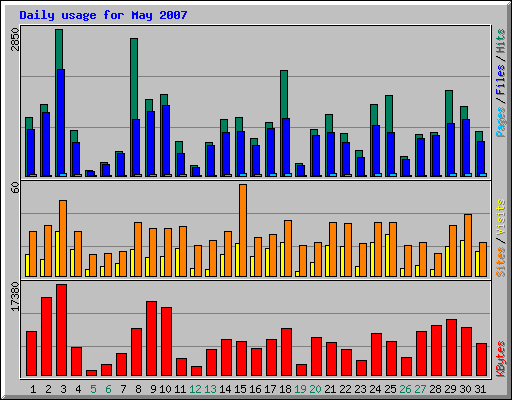 Daily usage for May 2007
2850
Pages / Files / Hits
60
Sites / Visits
17380
KBytes
1 2 3 4 5 6 7 8 9 10 11 12 13 14 15 16 17 18 19 20 21 22 23 24 25 26 27 28 29 30 31